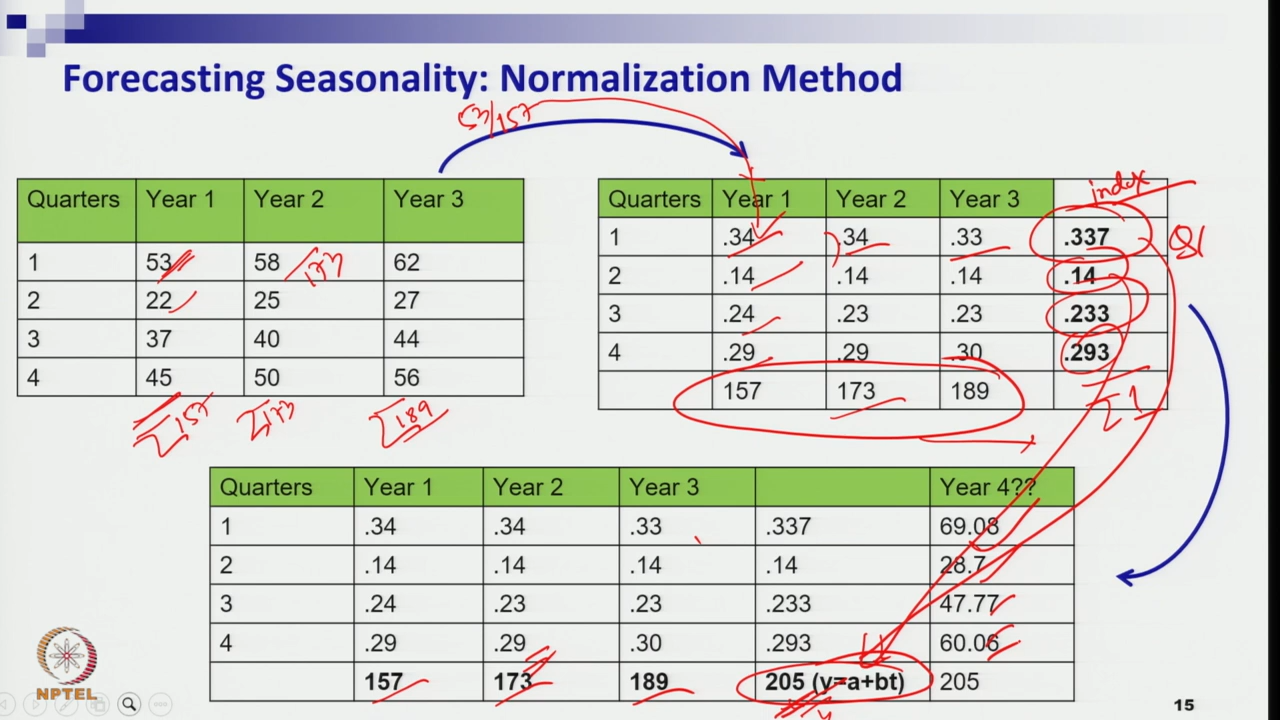 Forecasting Seasonality: Normalization Method
53/157
Quarters Year 1 Year 2 Year 3
1 53 58 62
2 22 25 27
3 37 40 44
4 45 50 56
173
Σ157 Σ173 Σ189
index
Quarters Year 1 Year 2 Year 3
1 .34 .34 .33 .337
2 .14 .14 .14 .14
3 .24 .23 .23 .233
4 .29 .29 .30 .293
157 173 189
Σ 1
Quarters Year 1 Year 2 Year 3 Year 4??
1 .34 .34 .33 .337 69.08
2 .14 .14 .14 .14 28.7
3 .24 .23 .23 .233 47.77
4 .29 .29 .30 .293 60.06
157 173 189 205 (y=a+bt) 205
NPTEL
15